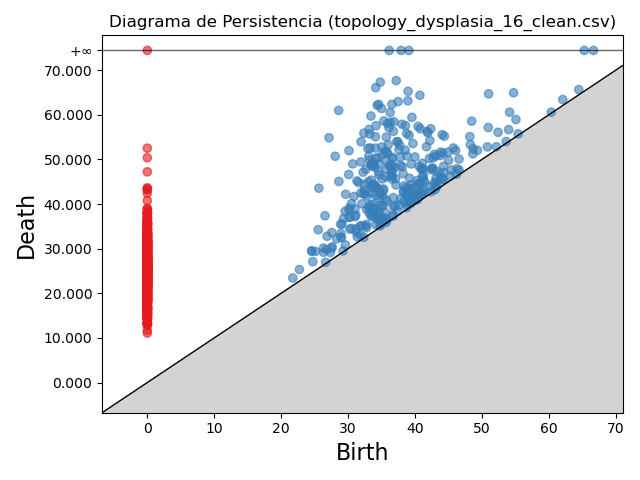 Diagrama de Persistencia (topology_dysplasia_16_clean.csv)
+∞
70.000
60.000
50.000
40.000
30.000
20.000
10.000
0.000
Death
0 10 20 30 40 50 60 70
Birth